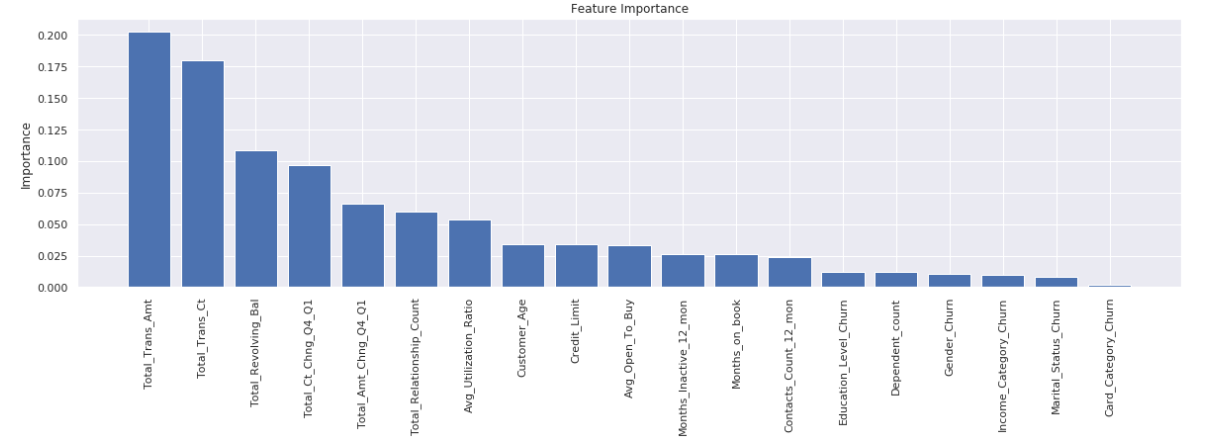 Feature Importance
Importance
0.200
0.175
0.150
0.125
0.100
0.075
0.050
0.025
0.000
Total_Trans_Amt
Total_Trans_Ct
Total_Revolving_Bal
Total_Ct_Chng_Q4_Q1
Total_Amt_Chng_Q4_Q1
Total_Relationship_Count
Avg_Utilization_Ratio
Customer_Age
Credit_Limit
Avg_Open_To_Buy
Months_Inactive_12_mon
Months_on_book
Contacts_Count_12_mon
Education_Level_Churn
Dependent_count
Gender_Churn
Income_Category_Churn
Marital_Status_Churn
Card_Category_Churn